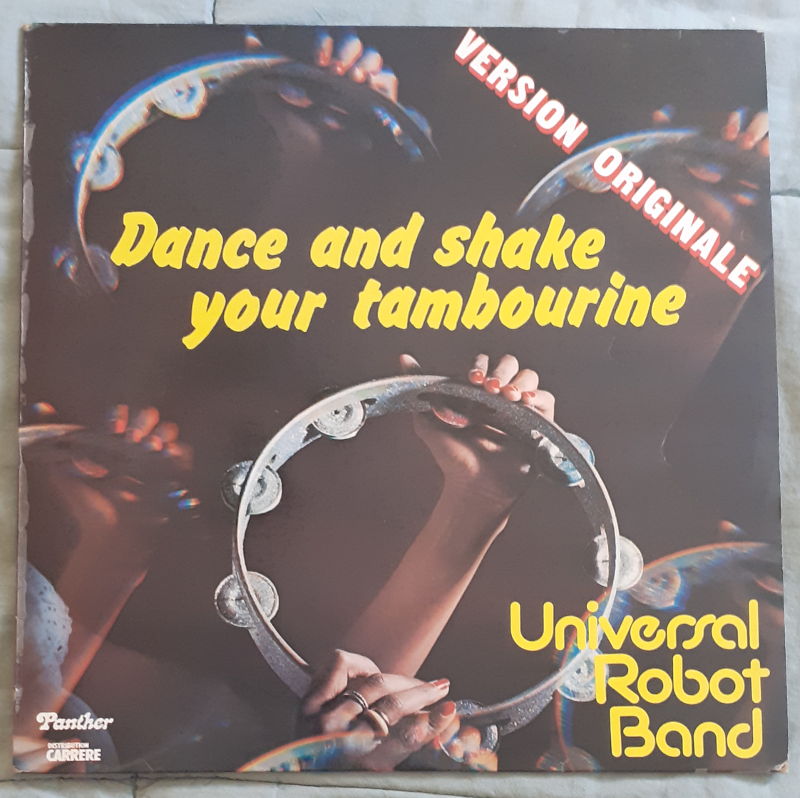 VERSION ORIGINALE
Dance and shake
your tambourine
Universal
Robot
Band
Panther
DISTRIBUTION
CARRERE